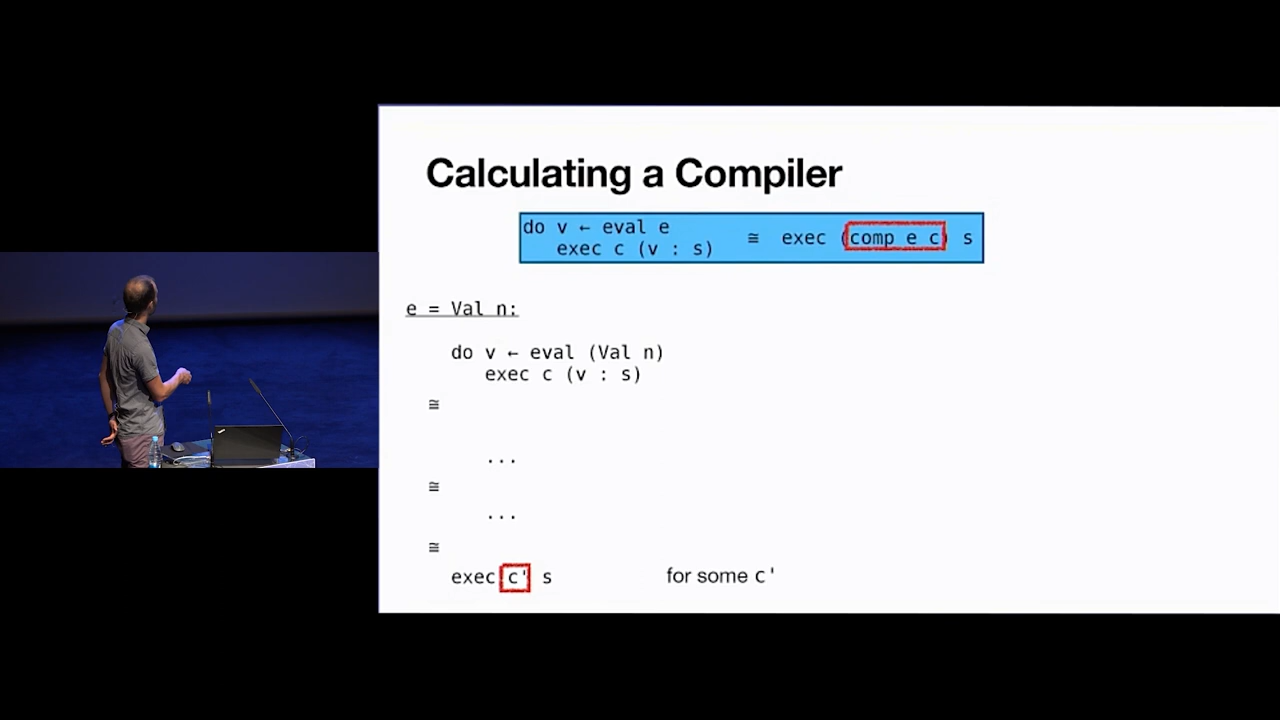 Calculating a Compiler
do v ← eval e
exec c (v : s)
≅ exec (comp e c) s
e = Val n:
do v ← eval (Val n)
exec c (v : s)
≅
...
≅
...
≅
exec c' s for some c'